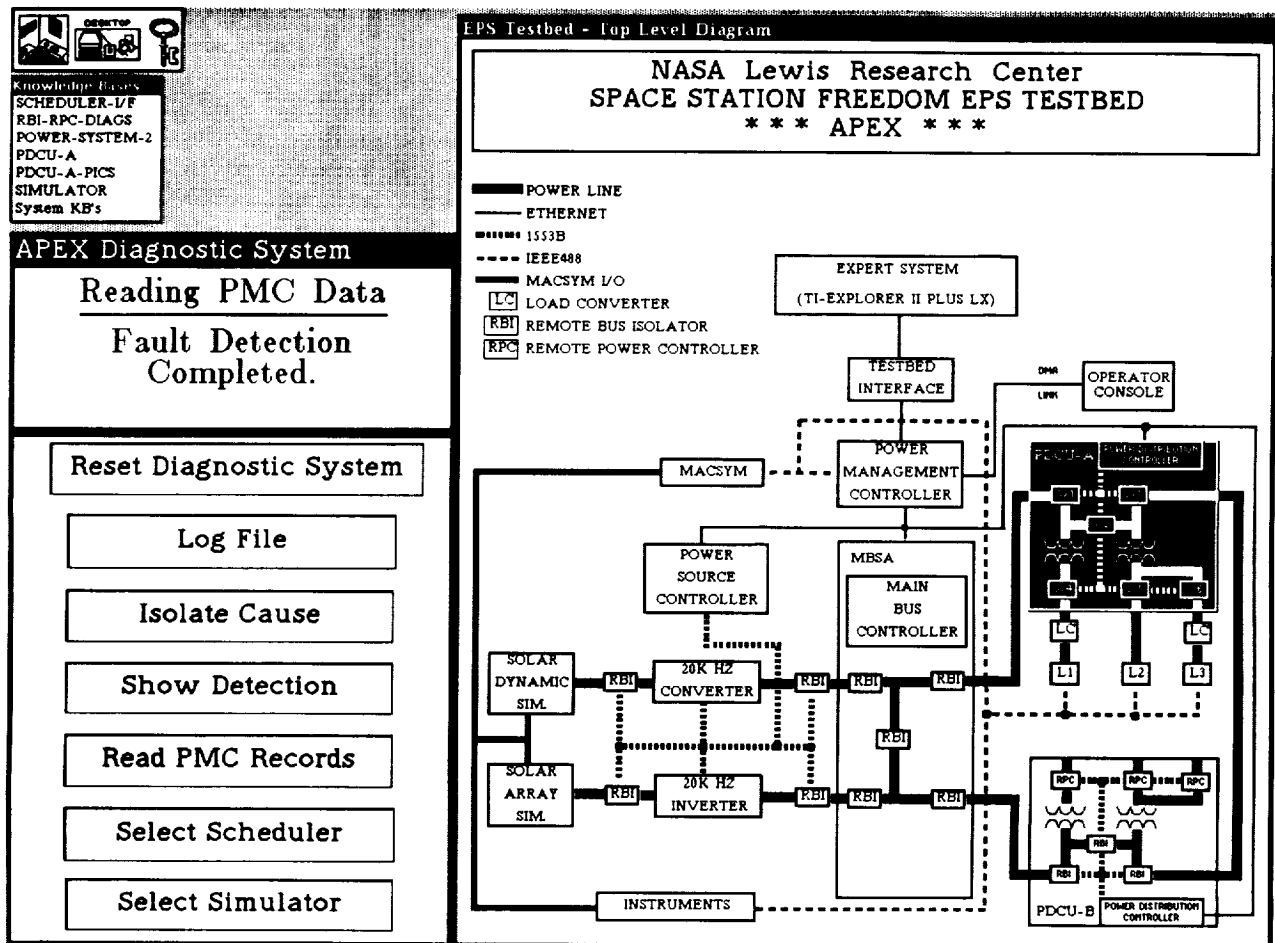 DESKTOP
Knowledge Bases
SCHEDULER-I/F
RBI-RPC-DIAGS
POWER-SYSTEM-2
PDCU-A
PDCU-A-PICS
SIMULATOR
System KB's
APEX Diagnostic System
Reading PMC Data
Fault Detection
Completed.
Reset Diagnostic System
Log File
Isolate Cause
Show Detection
Read PMC Records
Select Scheduler
Select Simulator
EPS Testbed - Top Level Diagram
NASA Lewis Research Center
SPACE STATION FREEDOM EPS TESTBED
* * * APEX * * *
POWER LINE
ETHERNET
1553B
IEEE488
MACSYM I/O
LC LOAD CONVERTER
RBI REMOTE BUS ISOLATOR
RPC REMOTE POWER CONTROLLER
EXPERT SYSTEM
(TI-EXPLORER II PLUS LX)
TESTBED
INTERFACE
DMA
LINK
OPERATOR
CONSOLE
MACSYM
POWER
MANAGEMENT
CONTROLLER
PDCU-A
POWER DISTRIBUTION
CONTROLLER
POWER
SOURCE
CONTROLLER
MBSA
MAIN
BUS
CONTROLLER
LC
LC
L1
L2
L3
SOLAR
DYNAMIC
SIM.
RBI
20K HZ
CONVERTER
RBI
RBI
RBI
RBI
SOLAR
ARRAY
SIM.
RBI
20K HZ
INVERTER
RBI
RBI
RBI
RPC
RPC
RPC
RBI
RBI
RBI
PDCU-B
POWER DISTRIBUTION
CONTROLLER
INSTRUMENTS